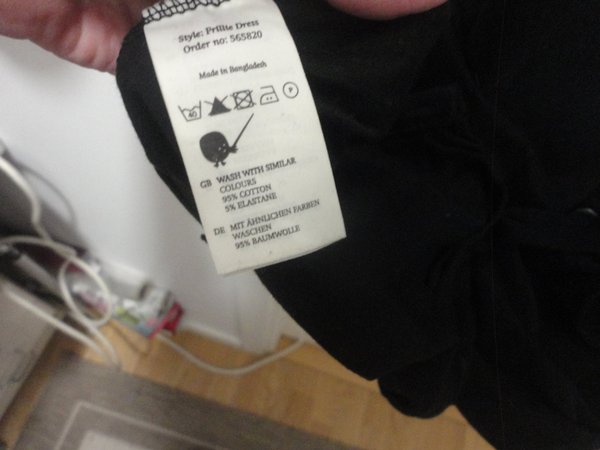 Style: Frilite Dress
Order no: 565820
Made in Bangladesh
40
P
GB WASH WITH SIMILAR
COLOURS
95% COTTON
5% ELASTANE
DE MIT ÄHNLICHEN FARBEN
WASCHEN
95% BAUMWOLLE